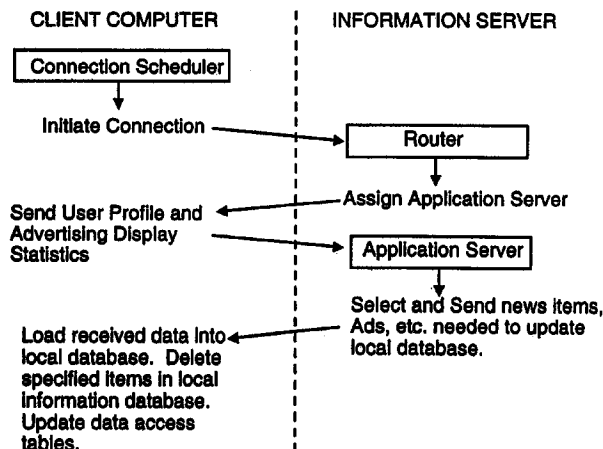 CLIENT COMPUTER
INFORMATION SERVER
Connection Scheduler
Initiate Connection
Router
Assign Application Server
Send User Profile and
Advertising Display
Statistics
Application Server
Select and Send news items,
Ads, etc. needed to update
local database.
Load received data into
local database. Delete
specified items in local
information database.
Update data access
tables.